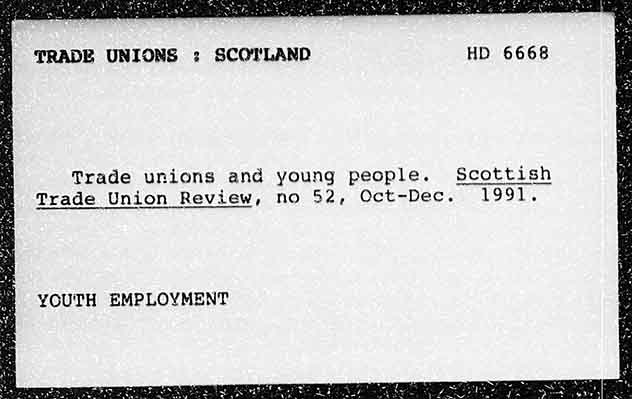 TRADE UNIONS : SCOTLAND
HD 6668
Trade unions and young people. Scottish
Trade Union Review, no 52, Oct-Dec. 1991.
YOUTH EMPLOYMENT